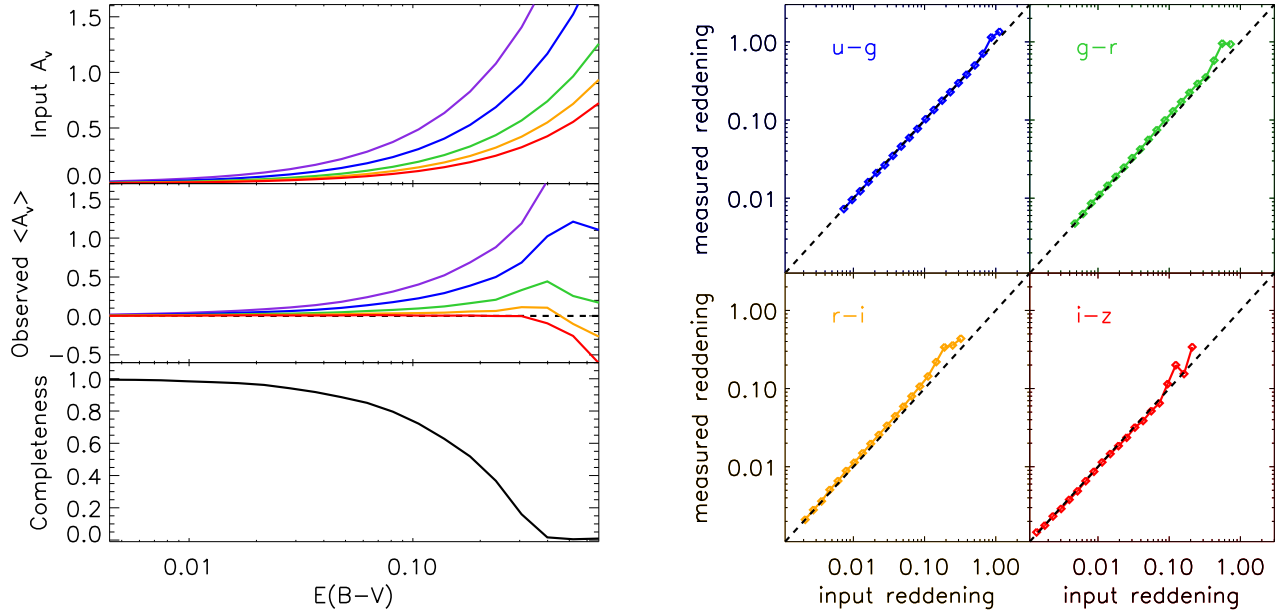 Input A_v
1.5
1.0
0.5
0.0
Observed <A_v>
1.5
1.0
0.5
0.0
−0.5
Completeness
1.0
0.8
0.6
0.4
0.2
0.0
0.01 0.10
E(B−V)
measured reddening
1.00
0.10
0.01
u−g
g−r
measured reddening
1.00
0.10
0.01
r−i
i−z
0.01 0.10 1.00
0.01 0.10 1.00
input reddening
input reddening